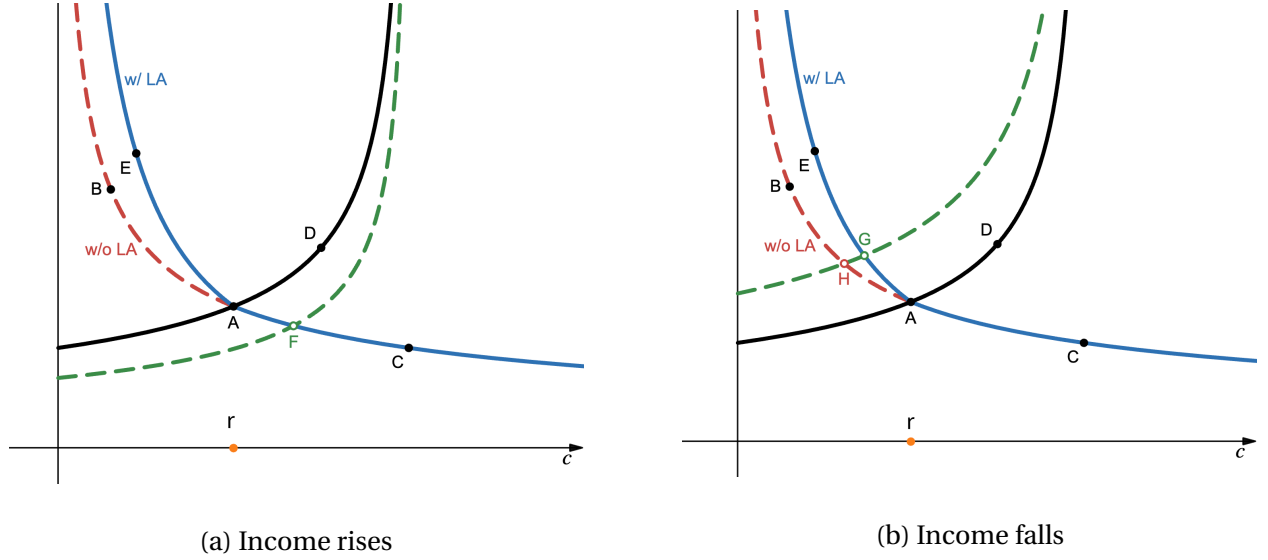 w/ LA
E
B
D
w/o LA
A
F
C
r
c
(a) Income rises
w/ LA
E
B
D
w/o LA
G
H
A
C
r
c
(b) Income falls